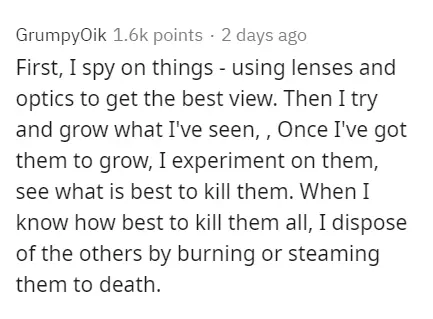 GrumpyOik 1.6k points · 2 days ago
First, I spy on things - using lenses and
optics to get the best view. Then I try
and grow what I've seen, , Once I've got
them to grow, I experiment on them,
see what is best to kill them. When I
know how best to kill them all, I dispose
of the others by burning or steaming
them to death.